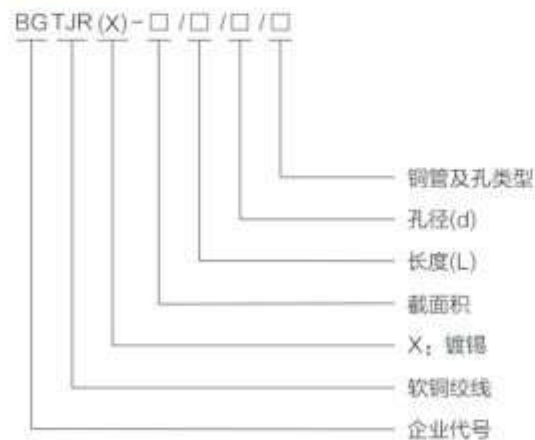 BGTJR(X)-□/□/□/□
铜管及孔类型
孔径(d)
长度(L)
截面积
X：镀锡
软铜绞线
企业代号